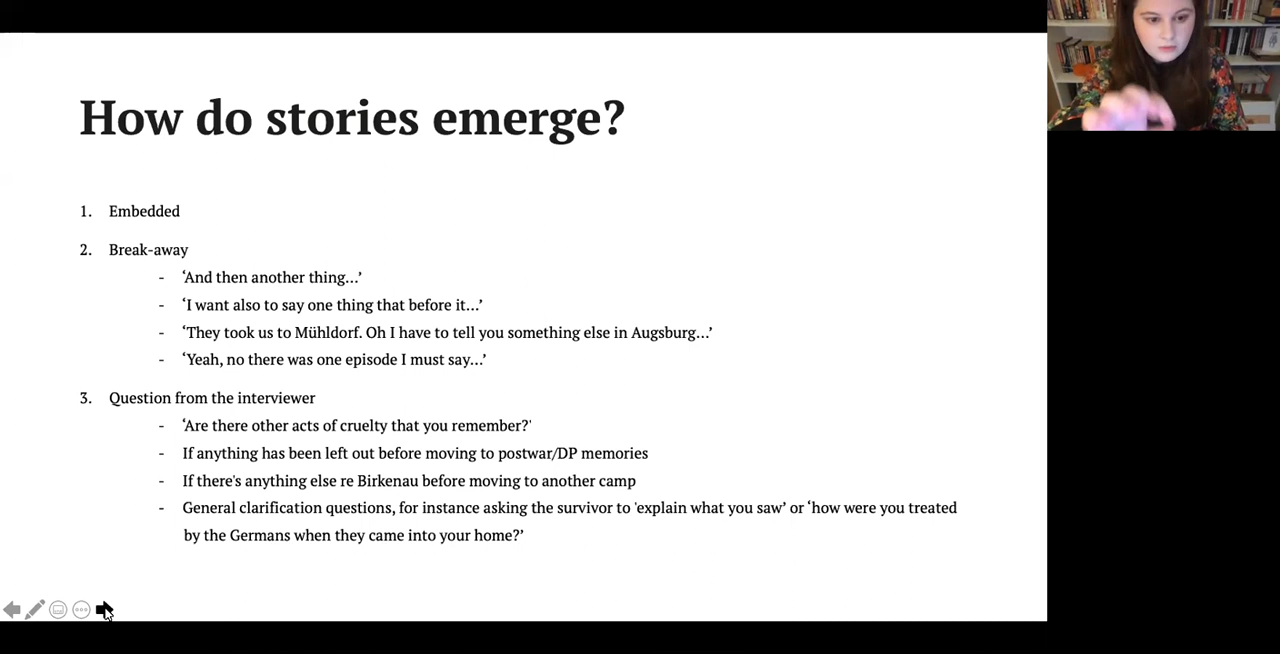 How do stories emerge?
1. Embedded
2. Break-away
- ‘And then another thing…’
- ‘I want also to say one thing that before it…’
- ‘They took us to Mühldorf. Oh I have to tell you something else in Augsburg…’
- ‘Yeah, no there was one episode I must say…’
3. Question from the interviewer
- ‘Are there other acts of cruelty that you remember?'
- If anything has been left out before moving to postwar/DP memories
- If there's anything else re Birkenau before moving to another camp
- General clarification questions, for instance asking the survivor to 'explain what you saw’ or ‘how were you treated
by the Germans when they came into your home?’